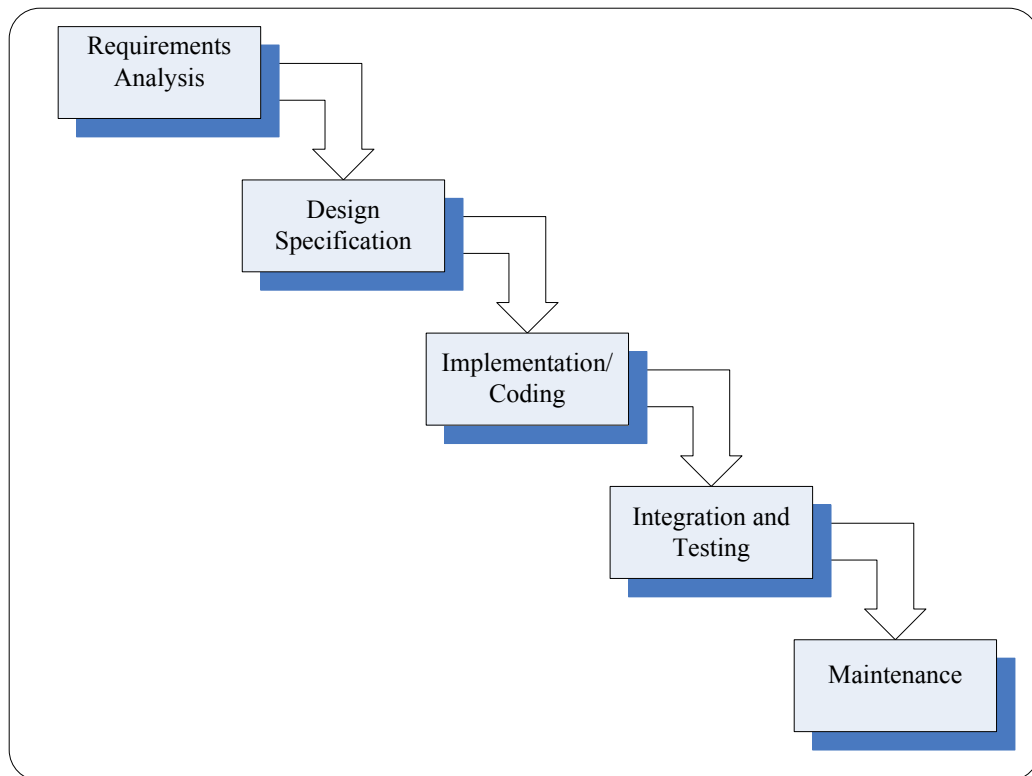 Requirements
Analysis
Design
Specification
Implementation/
Coding
Integration and
Testing
Maintenance